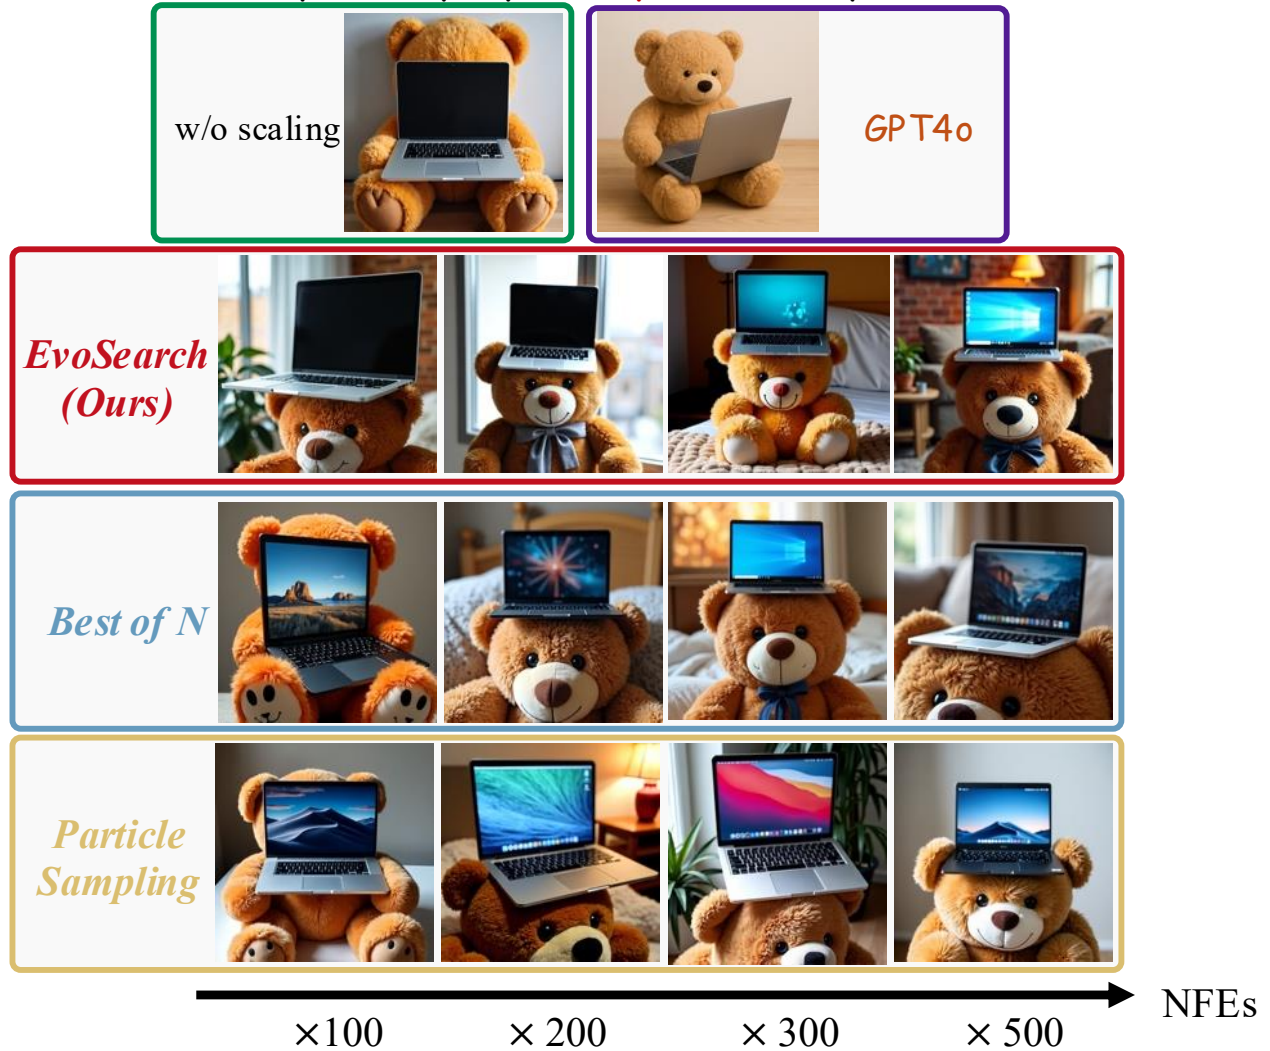 w/o scaling
GPT4o
EvoSearch
(Ours)
Best of N
Particle
Sampling
NFEs
×100
× 200
× 300
× 500